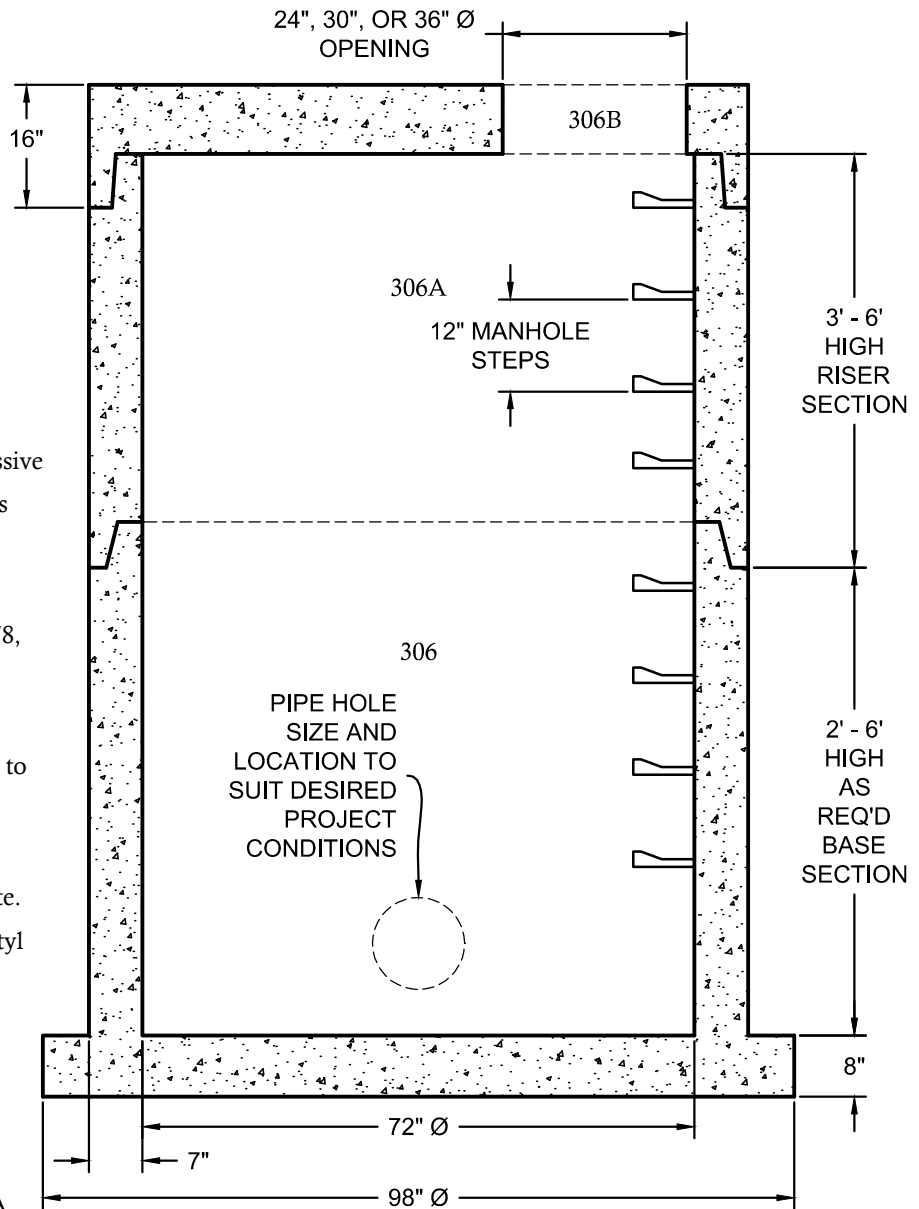 24", 30", OR 36" Ø
OPENING
16"
306B
306A
12" MANHOLE
STEPS
3' - 6'
HIGH
RISER
SECTION
306
PIPE HOLE
SIZE AND
LOCATION TO
SUIT DESIRED
PROJECT
CONDITIONS
2' - 6'
HIGH
AS
REQ'D
BASE
SECTION
8"
72" Ø
7"
98" Ø
to